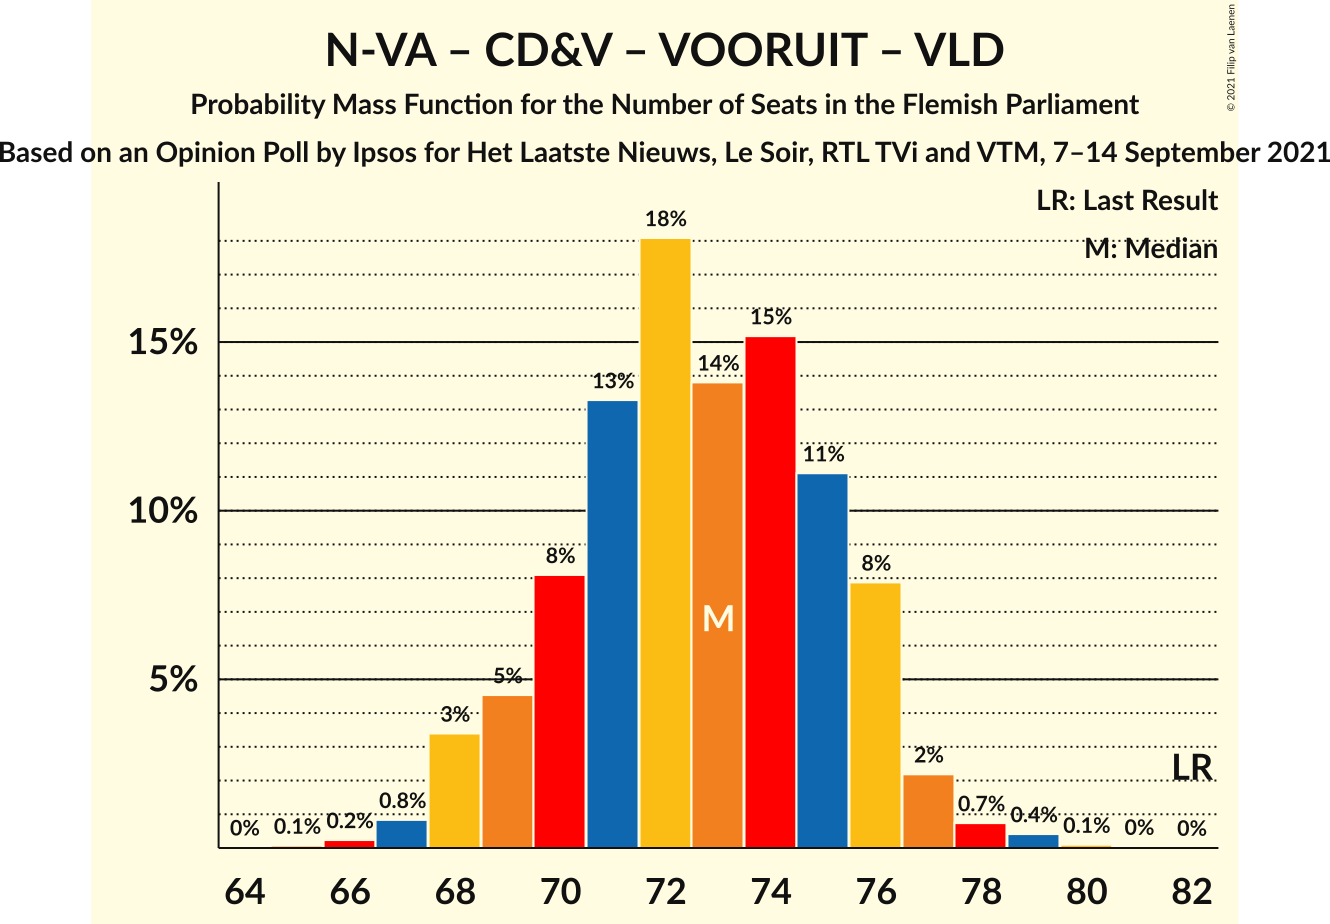 N-VA – CD&V – VOORUIT – VLD
Probability Mass Function for the Number of Seats in the Flemish Parliament
Based on an Opinion Poll by Ipsos for Het Laatste Nieuws, Le Soir, RTL TVi and VTM, 7–14 September 2021
© 2021 Filip van Laenen
LR: Last Result
M: Median
15%
10%
5%
0%
0.1%
0.2%
0.8%
3%
5%
8%
13%
18%
14%
15%
11%
8%
2%
0.7%
0.4%
0.1%
0%
0%
M
LR
64 66 68 70 72 74 76 78 80 82